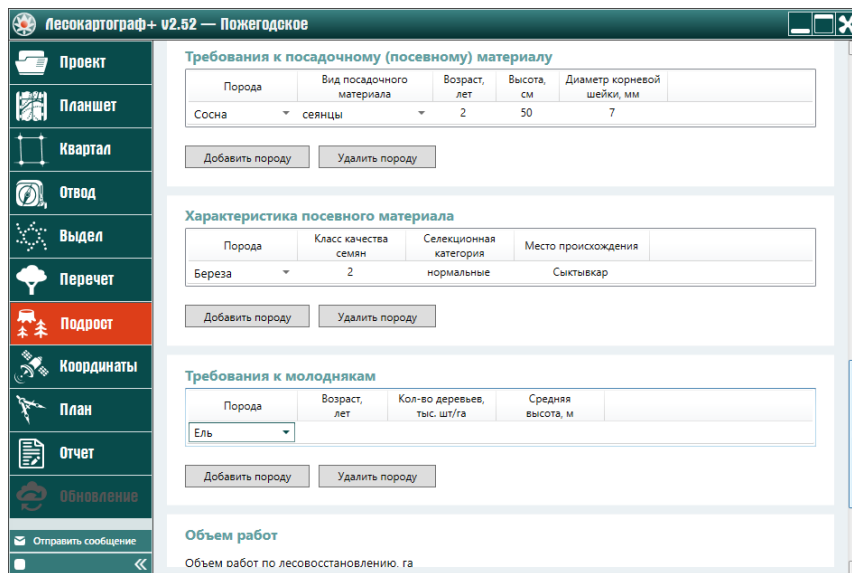 Лесокартограф+ v2.52 — Пожегодское
Проект
Планшет
Квартал
Отвод
Выдел
Перечет
Подрост
Координаты
План
Отчет
Обновление
Отправить сообщение
Требования к посадочному (посевному) материалу
Порода Вид посадочного материала Возраст, лет Высота, см Диаметр корневой шейки, мм
Сосна сеянцы 2 50 7
Добавить породу Удалить породу
Характеристика посевного материала
Порода Класс качества семян Селекционная категория Место происхождения
Береза 2 нормальные Сыктывкар
Добавить породу Удалить породу
Требования к молоднякам
Порода Возраст, лет Кол-во деревьев, тыс. шт/га Средняя высота, м
Ель
Добавить породу Удалить породу
Объем работ
Объем работ по лесовосстановлению, га